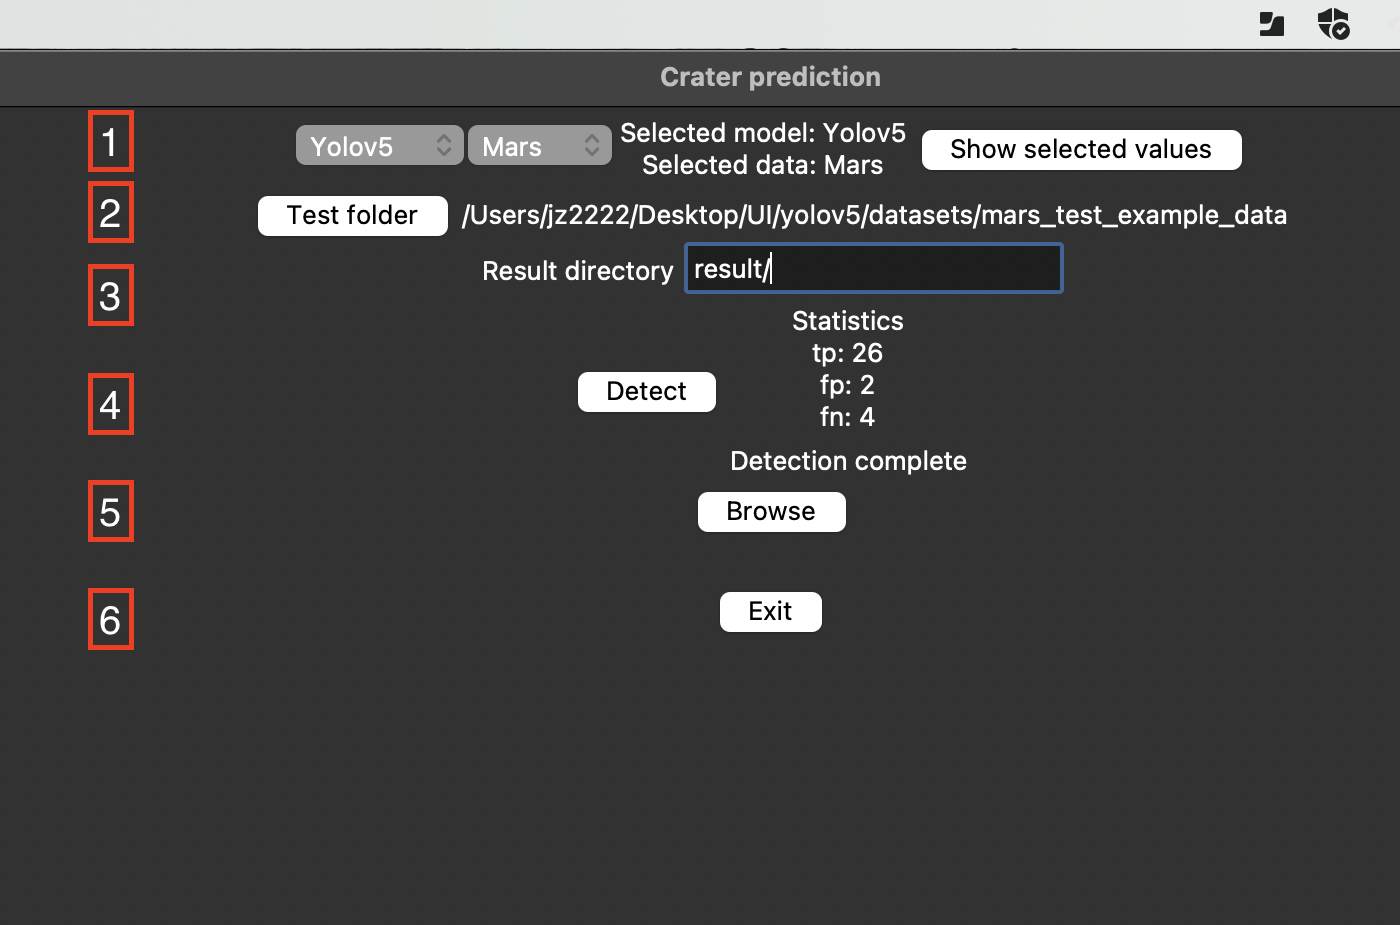 Crater prediction
1
Yolov5 Mars Selected model: Yolov5 Show selected values
Selected data: Mars
2
Test folder /Users/jz2222/Desktop/UI/yolov5/datasets/mars_test_example_data
3
Result directory result/
Statistics
tp: 26
4
Detect fp: 2
fn: 4
Detection complete
5
Browse
6
Exit